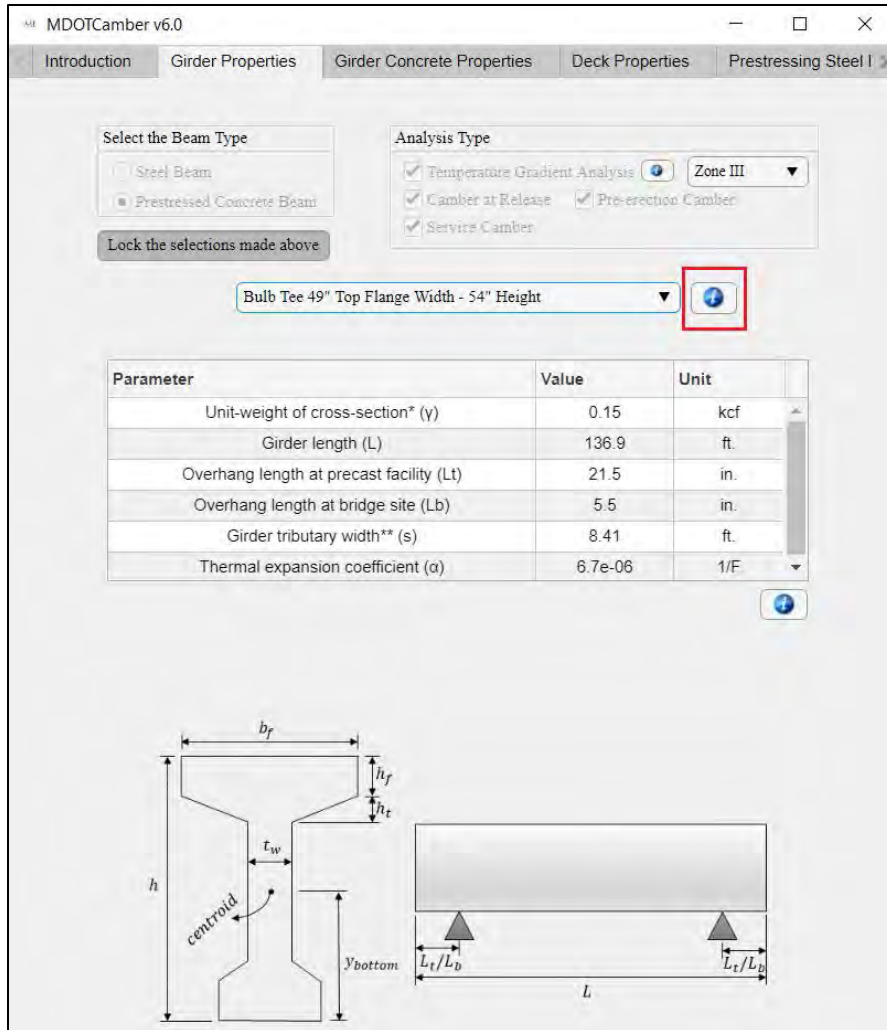 MDOTCamber v6.0
Introduction Girder Properties Girder Concrete Properties Deck Properties Prestressing Steel I
Select the Beam Type
Steel Beam
Prestressed Concrete Beam
Lock the selections made above
Analysis Type
Temperature Gradient Analysis Zone III
Camber at Release Pre-erection Camber
Service Camber
Bulb Tee 49" Top Flange Width - 54" Height
Parameter Value Unit
Unit-weight of cross-section* (γ) 0.15 kcf
Girder length (L) 136.9 ft.
Overhang length at precast facility (Lt) 21.5 in.
Overhang length at bridge site (Lb) 5.5 in.
Girder tributary width** (s) 8.41 ft.
Thermal expansion coefficient (α) 6.7e-06 1/F
b_f
h_f
h_t
t_w
h
centroid
y_bottom
L_t/L_b L_t/L_b
L